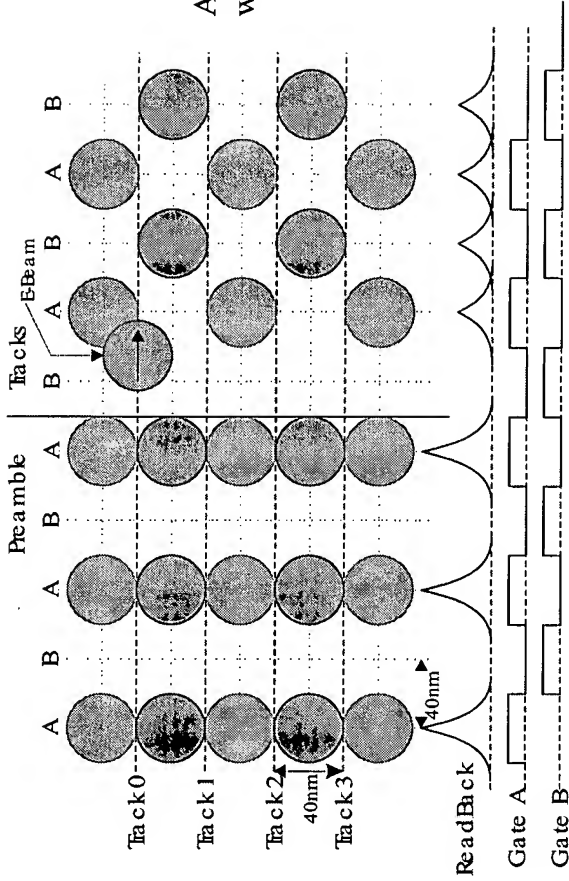 Preamble
Tracks
E-Beam
A B A B A B A B A B
A
w
Track 0
Track 1
Track 2
40nm
Track 3
40nm
ReadBack
Gate A
Gate B